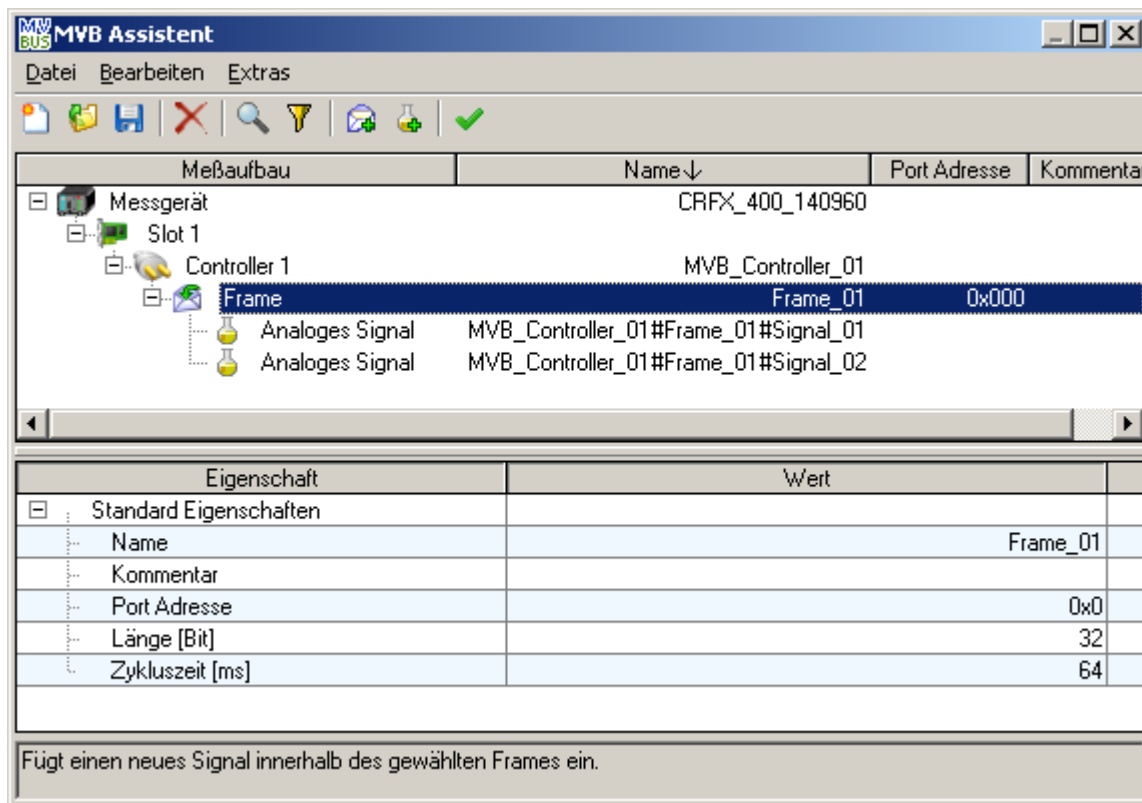 MVB Assistent
Datei Bearbeiten Extras
Meßaufbau Name Port Adresse Kommenta
Messgerät CRFX_400_140960
Slot 1
Controller 1 MVB_Controller_01
Frame Frame_01 0x000
Analoges Signal MVB_Controller_01#Frame_01#Signal_01
Analoges Signal MVB_Controller_01#Frame_01#Signal_02
Eigenschaft Wert
Standard Eigenschaften
Name Frame_01
Kommentar
Port Adresse 0x0
Länge [Bit] 32
Zykluszeit [ms] 64
Fügt einen neues Signal innerhalb des gewählten Frames ein.